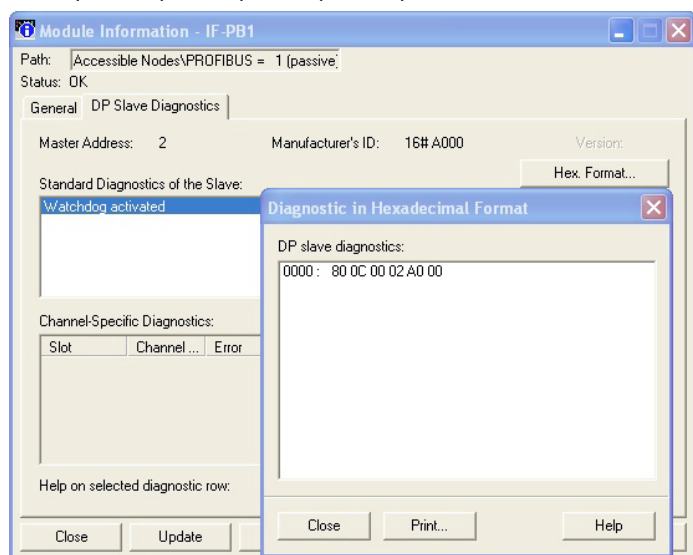 Module Information - IF-PB1
Path: Accessible Nodes\PROFIBUS = 1 (passive)
Status: OK
General DP Slave Diagnostics
Master Address: 2 Manufacturer's ID: 16# A000 Version:
Hex. Format...
Standard Diagnostics of the Slave:
Watchdog activated
Channel-Specific Diagnostics:
Slot Channel ... Error
Help on selected diagnostic row:
Close Update
Diagnostic in Hexadecimal Format
DP slave diagnostics:
0000 : 80 0C 00 02 A0 00
Close Print... Help